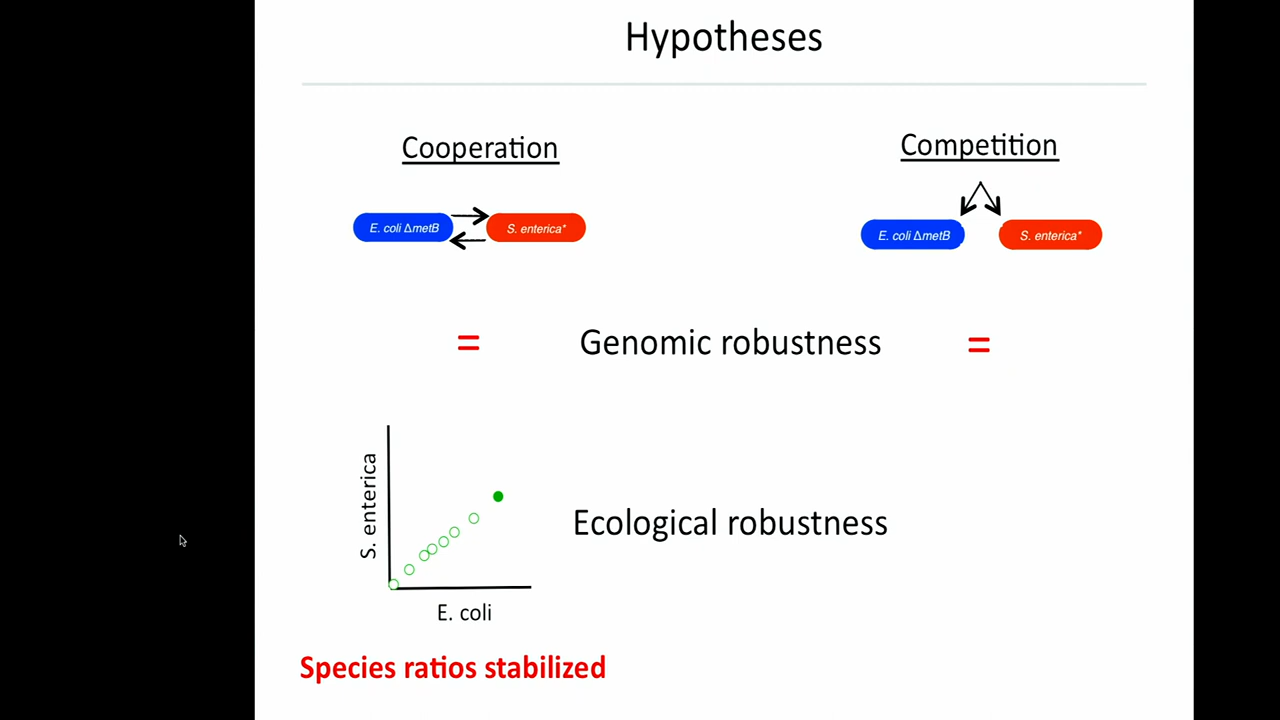 Hypotheses
Cooperation
Competition
E. coli ΔmetB
S. enterica*
E. coli ΔmetB
S. enterica*
= Genomic robustness =
S. enterica
E. coli
Ecological robustness
Species ratios stabilized